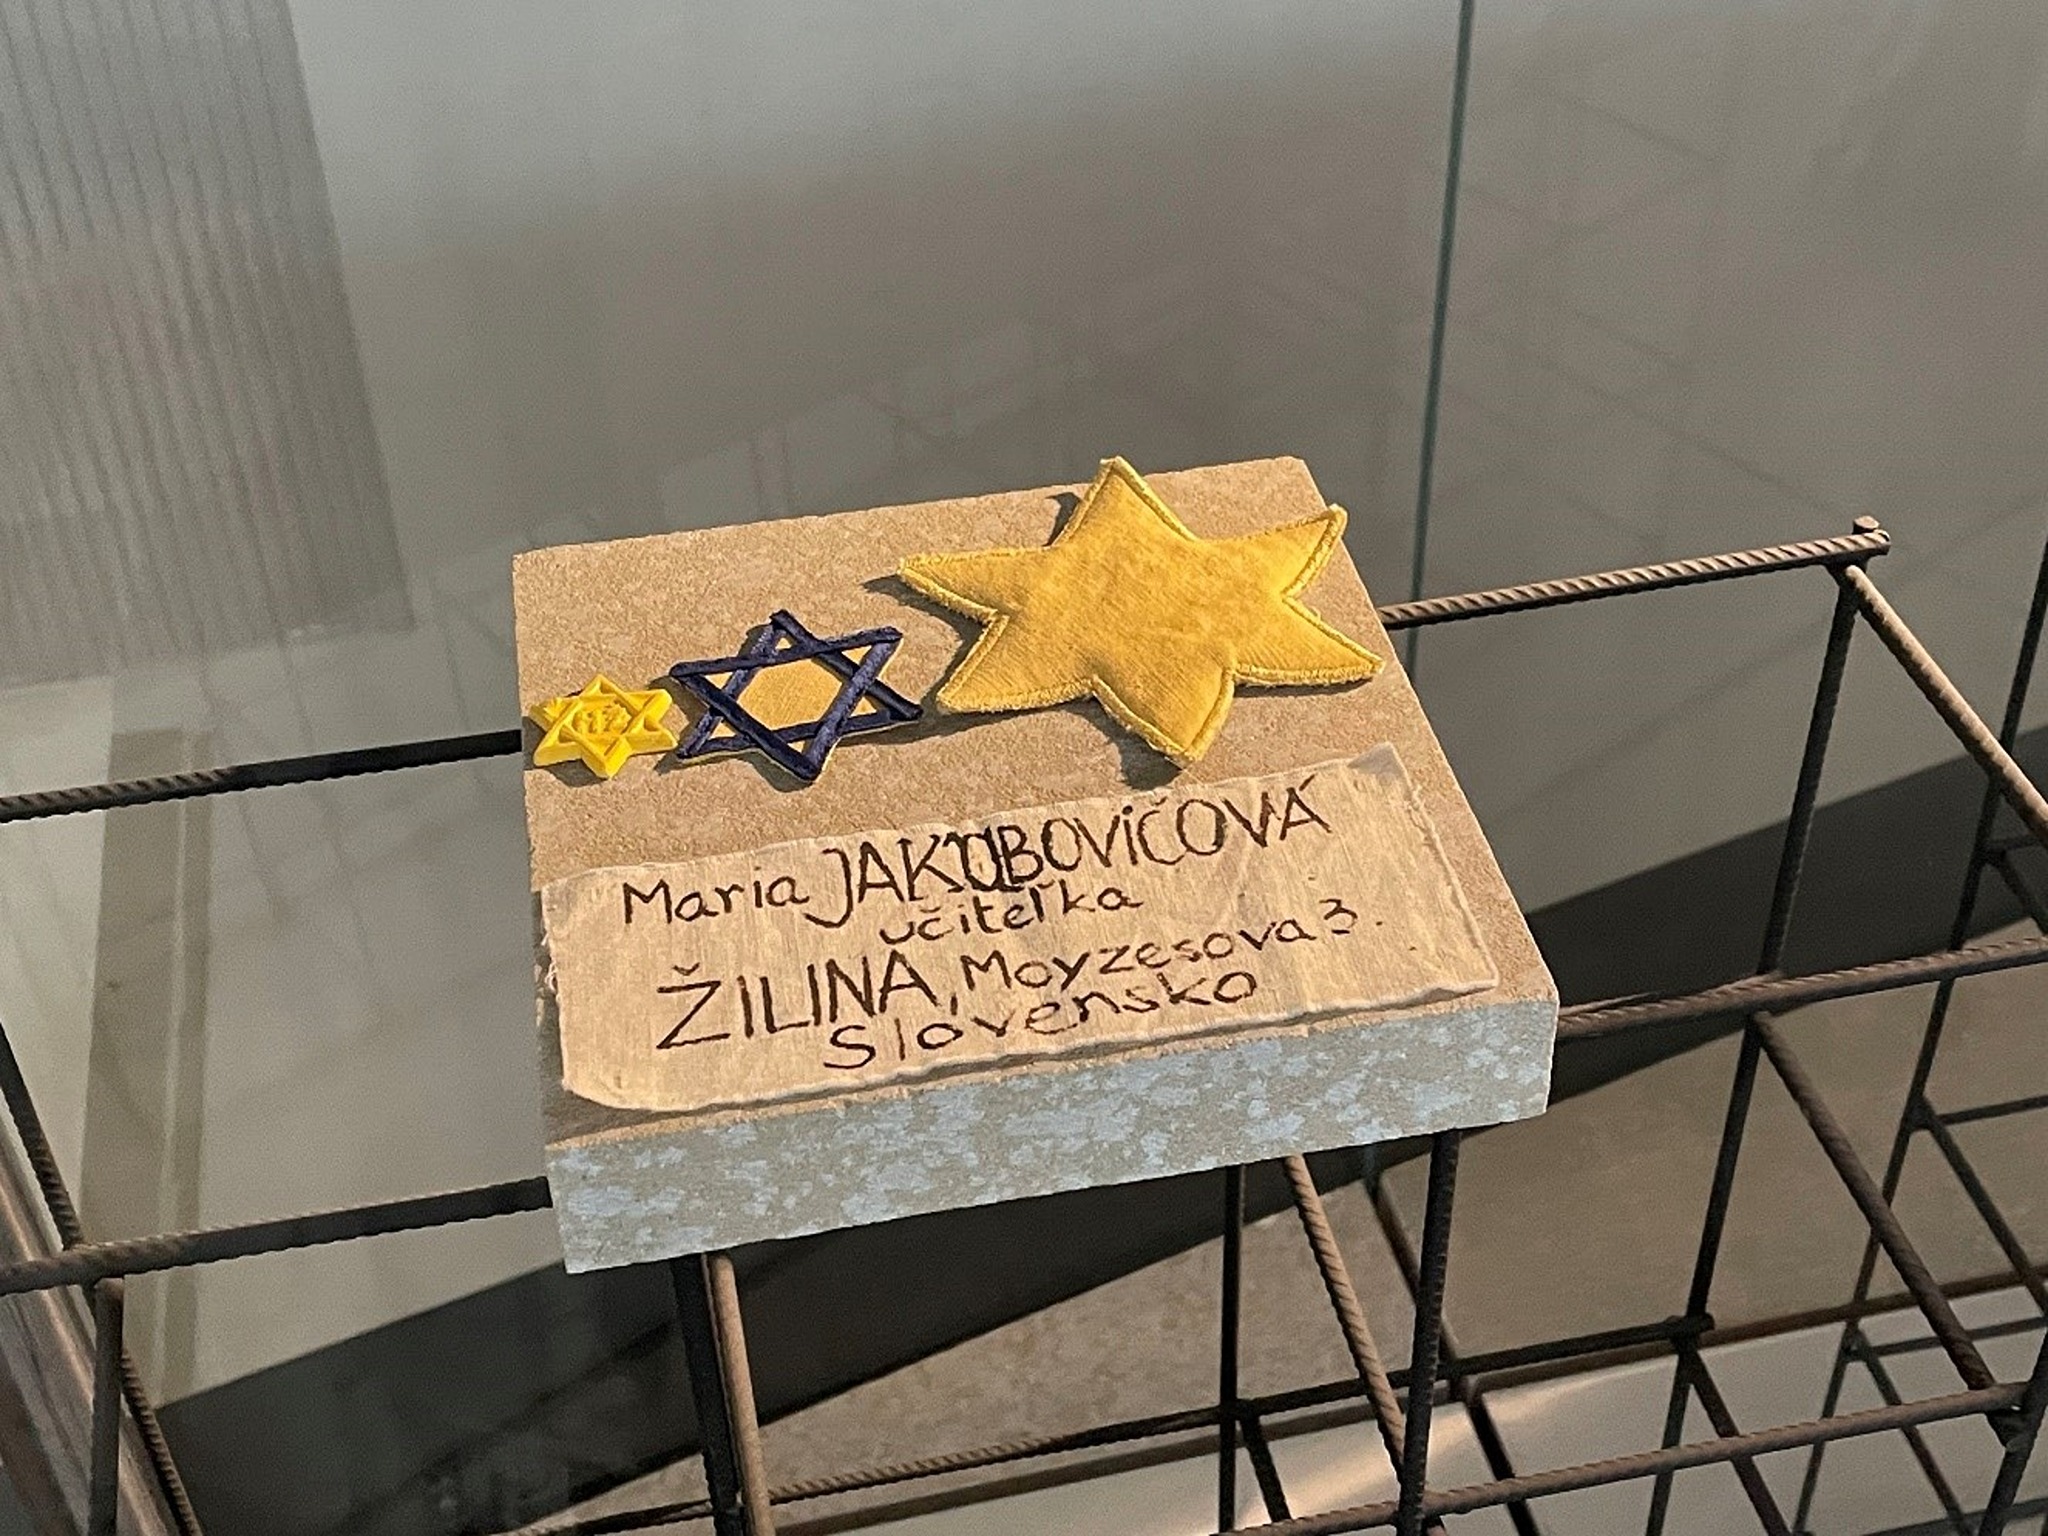 Maria JAKUBOVIČOVÁ
učiteľka
ŽILINA, Moyzesova 3.
Slovensko